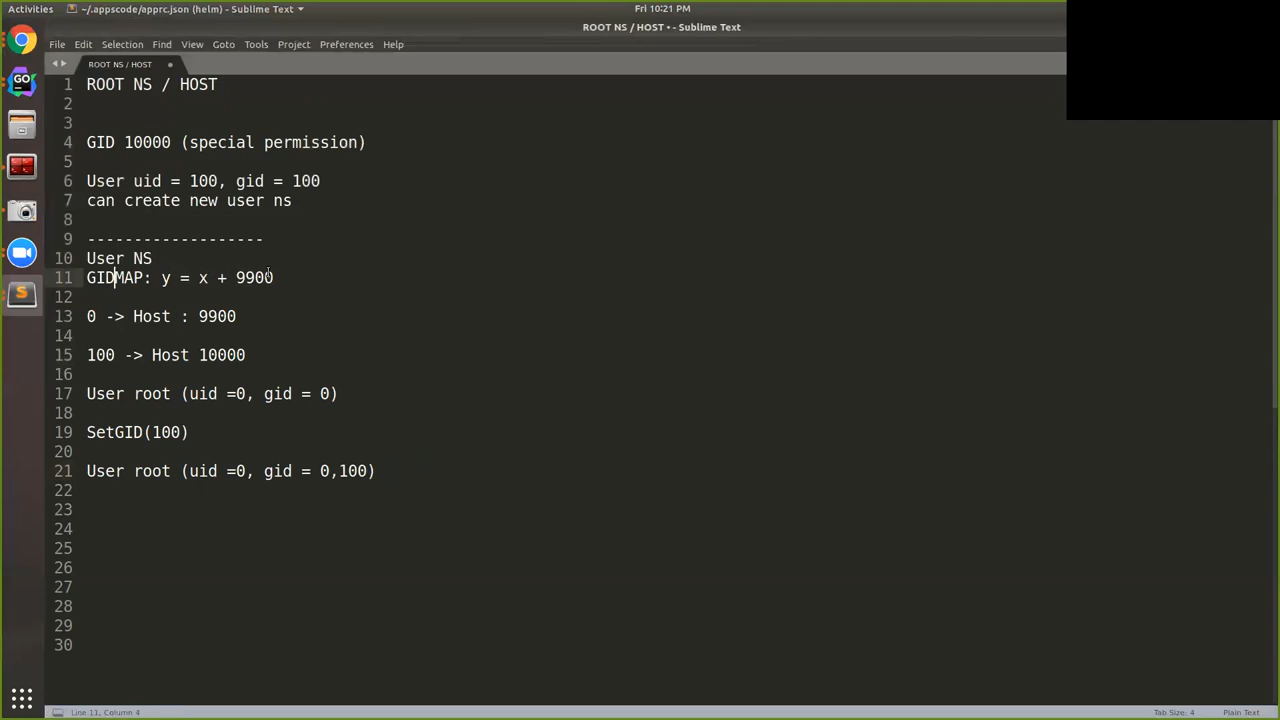 Activities
~/.appscode/apprc.json (helm) - Sublime Text
Fri 10:21 PM
ROOT NS / HOST • - Sublime Text
File Edit Selection Find View Goto Tools Project Preferences Help
ROOT NS / HOST
1 ROOT NS / HOST
2
3
4 GID 10000 (special permission)
5
6 User uid = 100, gid = 100
7 can create new user ns
8
9 -------------------
10 User NS
11 GIDMAP: y = x + 9900
12
13 0 -> Host : 9900
14
15 100 -> Host 10000
16
17 User root (uid =0, gid = 0)
18
19 SetGID(100)
20
21 User root (uid =0, gid = 0,100)
22
23
24
25
26
27
28
29
30
GO
S
Line 11, Column 4
Tab Size: 4
Plain Text